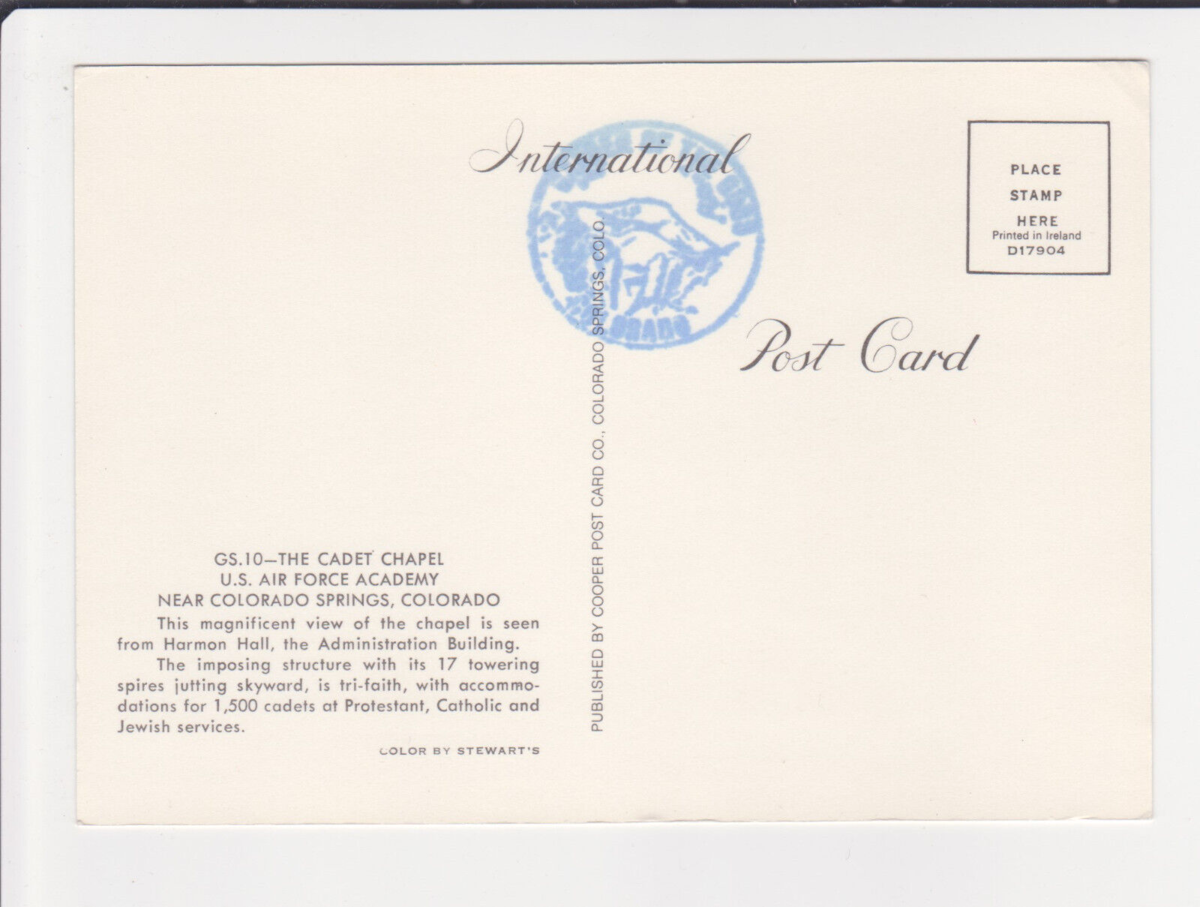 International
Post Card
PLACE
STAMP
HERE
Printed in Ireland
D17904
PUBLISHED BY COOPER POST CARD CO., COLORADO SPRINGS, COLO.
GS.10—THE CADET CHAPEL
U.S. AIR FORCE ACADEMY
NEAR COLORADO SPRINGS, COLORADO
This magnificent view of the chapel is seen
from Harmon Hall, the Administration Building.
The imposing structure with its 17 towering
spires jutting skyward, is tri-faith, with accommo-
dations for 1,500 cadets at Protestant, Catholic and
Jewish services.
COLOR BY STEWART'S